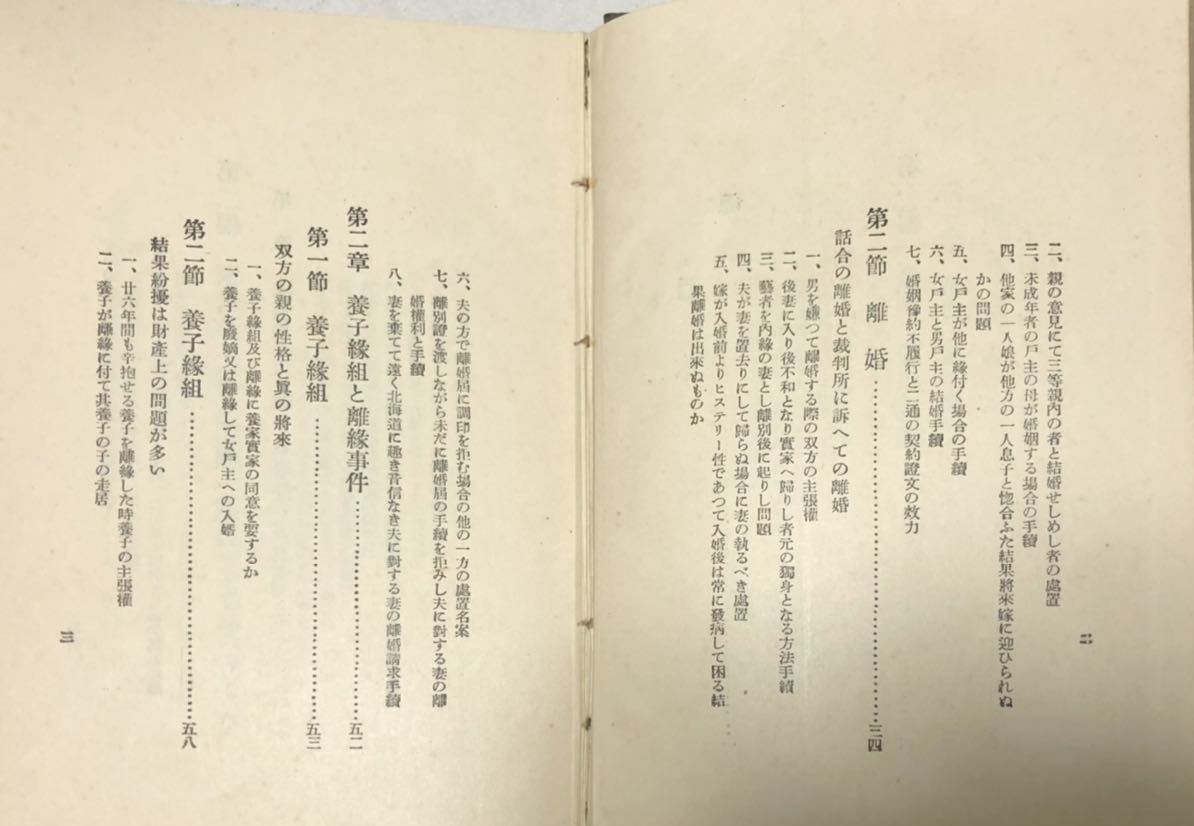 二、親の意見にて三等親内の者と結婚せしめし者の處置
三、未成年者の戸主の母が婚姻する場合の手續
四、他家の一人娘が他方の一人息子と惚合ふた結果將來嫁に迎ひられぬ
かの問題
五、女戸主が他に緣付く場合の手續
六、女戸主と男戸主の結婚手續
七、婚姻豫約不履行と二通の契約證文の效力
第二節　離　婚……………………三四
話合の離婚と裁判所に訴へての離婚
一、男を嫌つて離婚する際の双方の主張權
二、後妻に入り後不和となり實家へ歸りし者元の獨身となる方法手續
三、藝者を內緣の妻とし離別後に起りし問題
四、夫が妻を置去りにして歸らぬ場合に妻の執るべき處置
五、嫁が入婚前よりヒステリー性であつて入婚後は常に發病して困る結
果離婚は出來ぬものか
二
六、夫の方で離婚屆に調印を拒む場合の他の一方の處置名案
七、離別證を渡しながら未だに離婚屆の手續を拒みし夫に對する妻の離
婚權利と手續
八、妻を棄てて遠く北海道に趣き音信なき夫に對する妻の離婚請求手續
第二章　養子緣組と離緣事件……………………五二
第一節　養子緣組……………………五三
双方の親の性格と眞の將來
一、養子緣組及び離緣に養家實家の同意を要するか
二、養子を廢嫡又は離緣して女戸主への入婚
第二節　養子緣組……………………五八
結果紛擾は財產上の問題が多い
一、廿六年間も辛抱せる養子を離緣した時養子の主張權
二、養子が離緣に付て其養子の子の走居
三